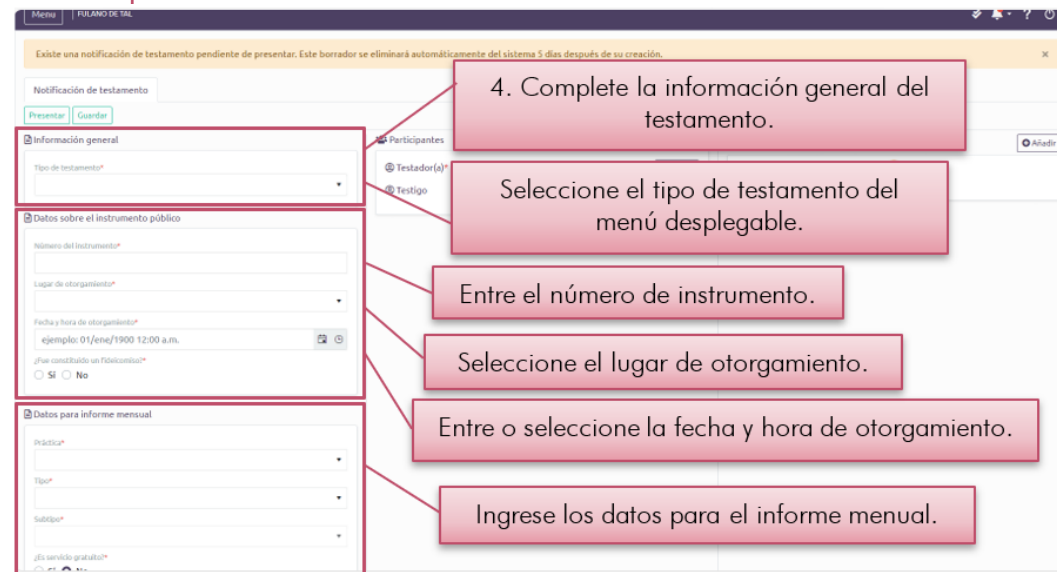 Menu FULANO DE TAL
Existe una notificación de testamento pendiente de presentar. Este borrador se eliminará automáticamente del sistema 5 días después de su creación.
Notificación de testamento
Presentar Guardar
Información general
Tipo de testamento*
Participantes
Añadir
Testador(a)*
Testigo
4. Complete la información general del
testamento.
Seleccione el tipo de testamento del
menú desplegable.
Datos sobre el instrumento público
Número del instrumento*
Entre el número de instrumento.
Lugar de otorgamiento*
Seleccione el lugar de otorgamiento.
Fecha y hora de otorgamiento*
ejemplo: 01/ene/1900 12:00 a.m.
Entre o seleccione la fecha y hora de otorgamiento.
¿Fue constituido un fideicomiso?*
Sí No
Datos para informe mensual
Práctica*
Tipo*
Subtipo*
Ingrese los datos para el informe menual.
¿Es servicio gratuito?*
Sí No